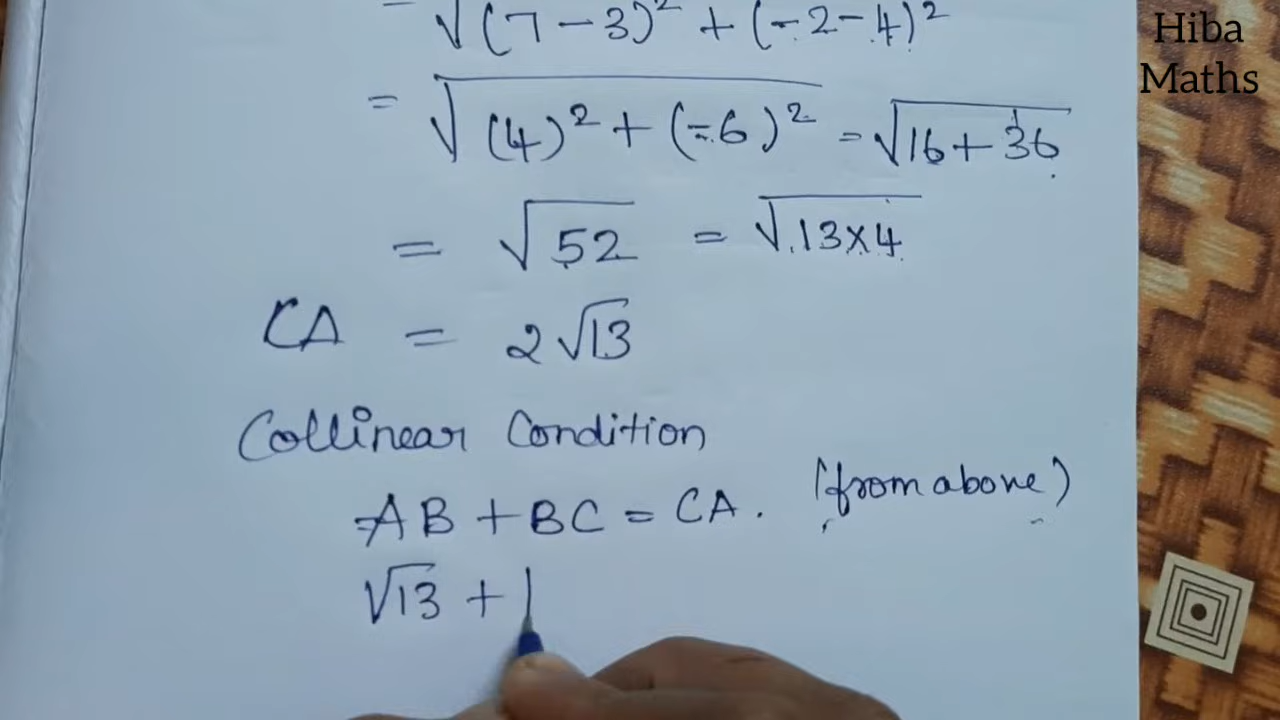 = √(7-3)² + (-2-4)²
= √(4)² + (-6)² = √16+36
= √52 = √13×4
CA = 2√13
Collinear Condition
AB + BC = CA. (from above)
√13 +
Hiba
Maths